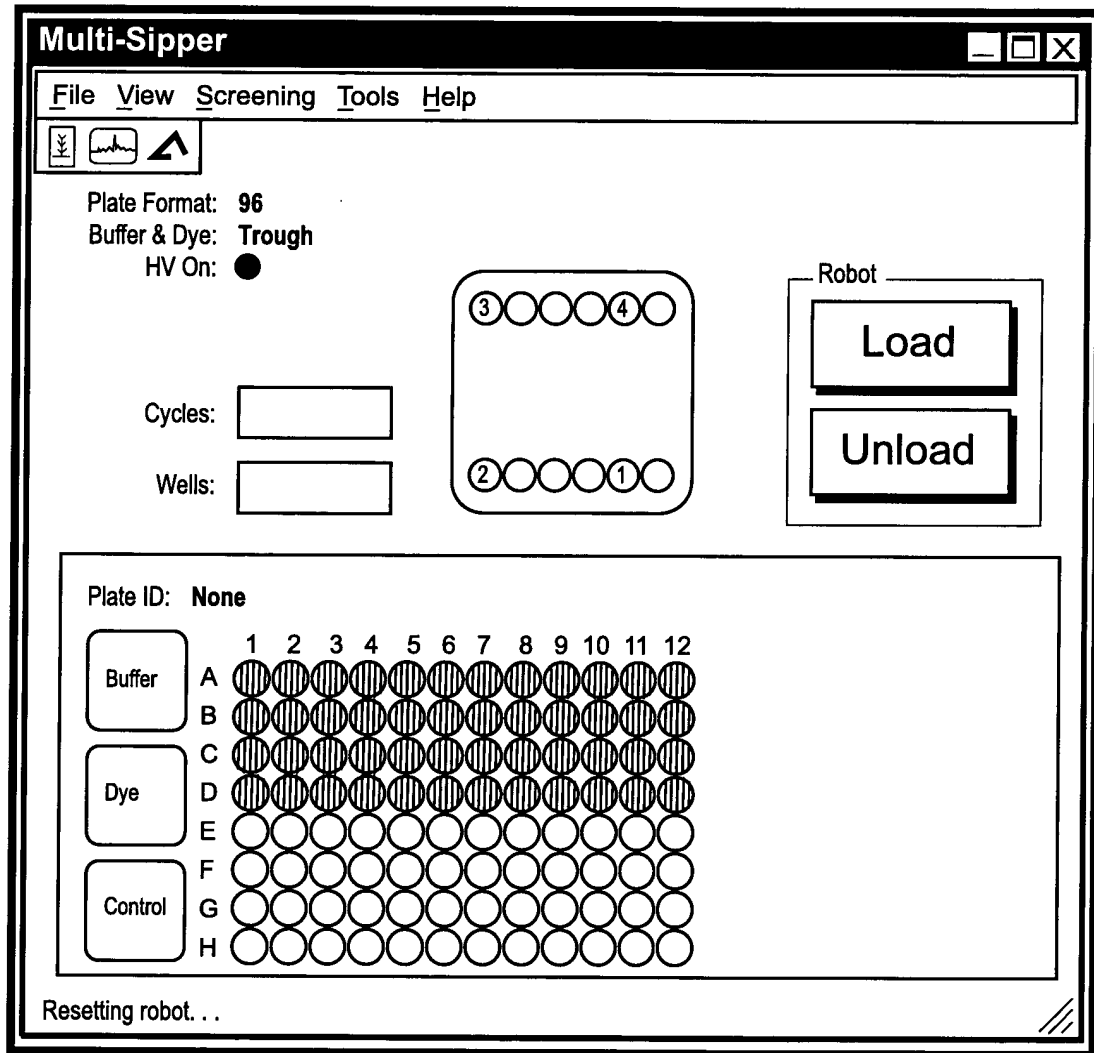 Multi-Sipper
File View Screening Tools Help
Plate Format: 96
Buffer & Dye: Trough
HV On:
Robot
3 4
Load
Cycles:
Unload
Wells:
2 1
Plate ID: None
1 2 3 4 5 6 7 8 9 10 11 12
Buffer
A
B
C
Dye
D
E
F
Control
G
H
Resetting robot. . .